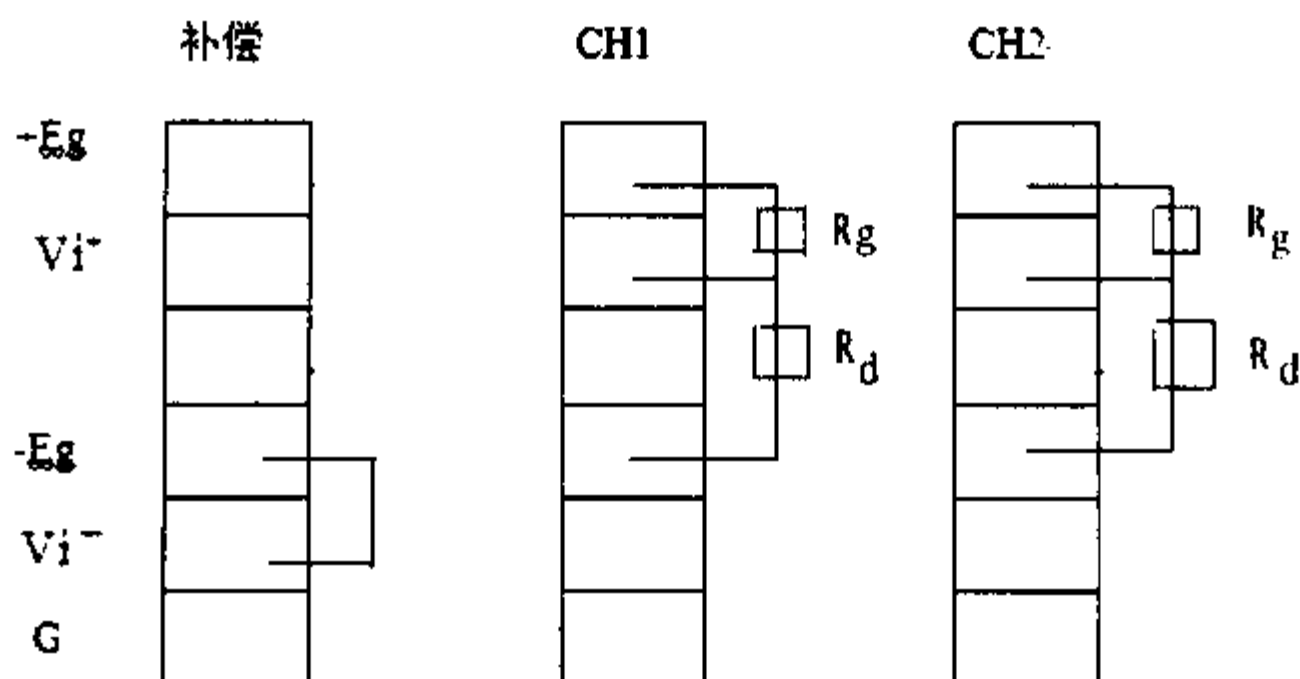 补偿 CH1 CH2
+Eg
Vi+
Rg Rg
Rd Rd
-Eg
Vi-
G